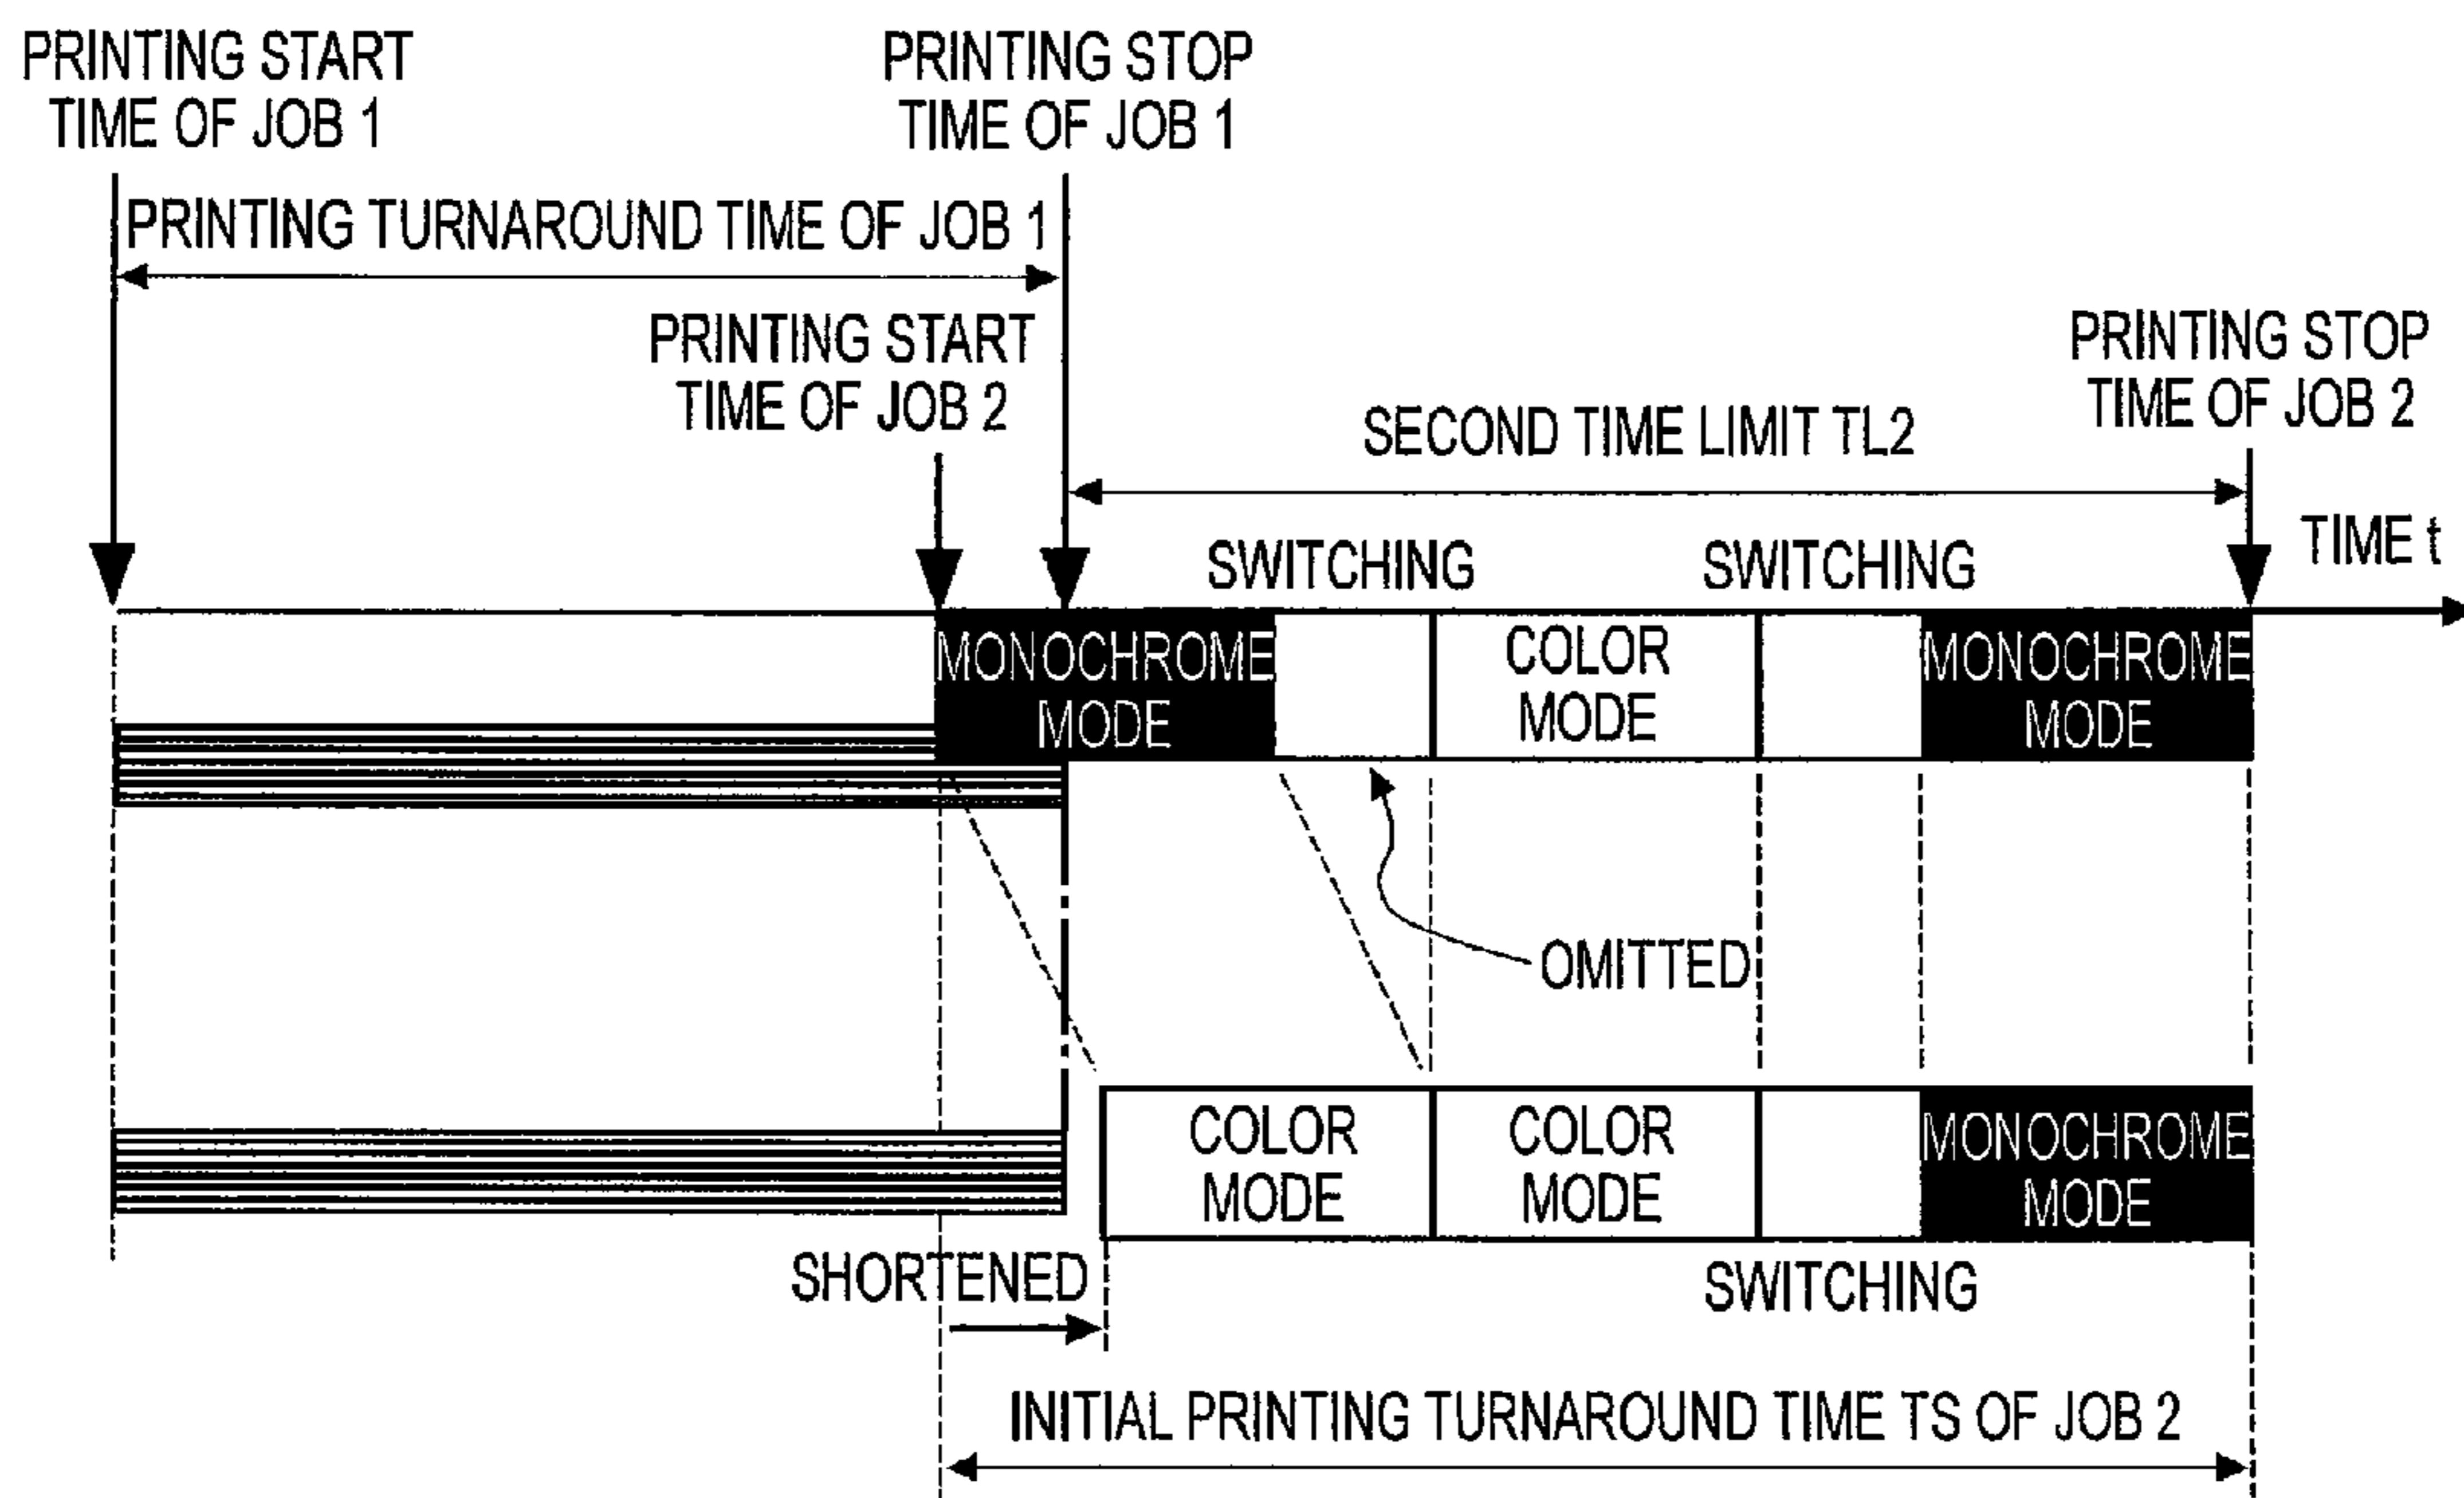 PRINTING START
TIME OF JOB 1
PRINTING STOP
TIME OF JOB 1
PRINTING TURNAROUND TIME OF JOB 1
PRINTING START
TIME OF JOB 2
PRINTING STOP
TIME OF JOB 2
SECOND TIME LIMIT TL2
TIME t
SWITCHING
SWITCHING
MONOCHROME
MODE
COLOR
MODE
MONOCHROME
MODE
OMITTED
COLOR
MODE
COLOR
MODE
MONOCHROME
MODE
SHORTENED
SWITCHING
INITIAL PRINTING TURNAROUND TIME TS OF JOB 2